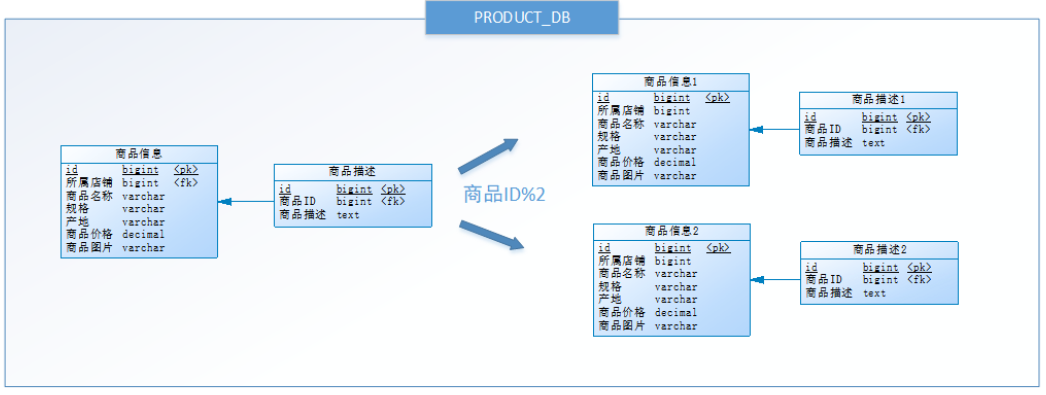 PRODUCT_DB
商品信息
id bigint <pk>
所属店铺 bigint <fk>
商品名称 varchar
规格 varchar
产地 varchar
商品价格 decimal
商品图片 varchar
商品描述
id bigint <pk>
商品ID bigint <fk>
商品描述 text
商品ID%2
商品信息1
id bigint <pk>
所属店铺 bigint
商品名称 varchar
规格 varchar
产地 varchar
商品价格 decimal
商品图片 varchar
商品描述1
id bigint <pk>
商品ID bigint <fk>
商品描述 text
商品信息2
id bigint <pk>
所属店铺 bigint
商品名称 varchar
规格 varchar
产地 varchar
商品价格 decimal
商品图片 varchar
商品描述2
id bigint <pk>
商品ID bigint <fk>
商品描述 text